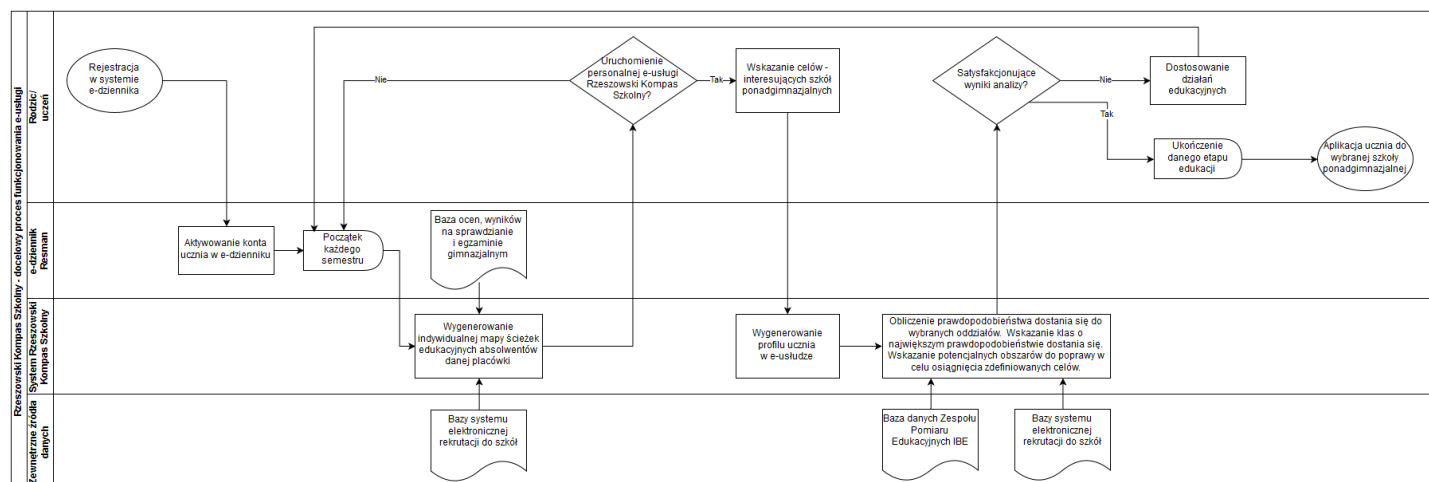 Rzeszowski Kompas Szkolny - docelowy proces funkcjonowania e-usługi
Rodzic/
uczeń
Rejestracja
w systemie
e-dziennika
Nie
Uruchomienie
personalnej e-usługi
Rzeszowski Kompas
Szkolny?
Tak
Wskazanie celów -
interesujących szkół
ponadgimnazjalnych
Satysfakcjonujące
wyniki analizy?
Nie
Dostosowanie
działań
edukacyjnych
Tak
Ukończenie
danego etapu
edukacji
Aplikacja ucznia do
wybranej szkoły
ponadgimnazjalnej
e-dziennik
Resman
Aktywowanie konta
ucznia w e-dzienniku
Początek
każdego
semestru
Baza ocen, wyników
na sprawdzianie
i egzaminie
gimnazjalnym
System Rzeszowski
Kompas Szkolny
Wygenerowanie
indywidualnej mapy ścieżek
edukacyjnych absolwentów
danej placówki
Wygenerowanie
profilu ucznia
w e-usłudze
Obliczenie prawdopodobieństwa dostania się do
wybranych oddziałów. Wskazanie klas o
największym prawdopodobieństwie dostania się.
Wskazanie potencjalnych obszarów do poprawy w
celu osiągnięcia zdefiniowanych celów.
Zewnętrzne źródła
danych
Bazy systemu
elektronicznej
rekrutacji do szkół
Baza danych Zespołu
Pomiaru
Edukacyjnych IBE
Bazy systemu
elektronicznej
rekrutacji do szkół